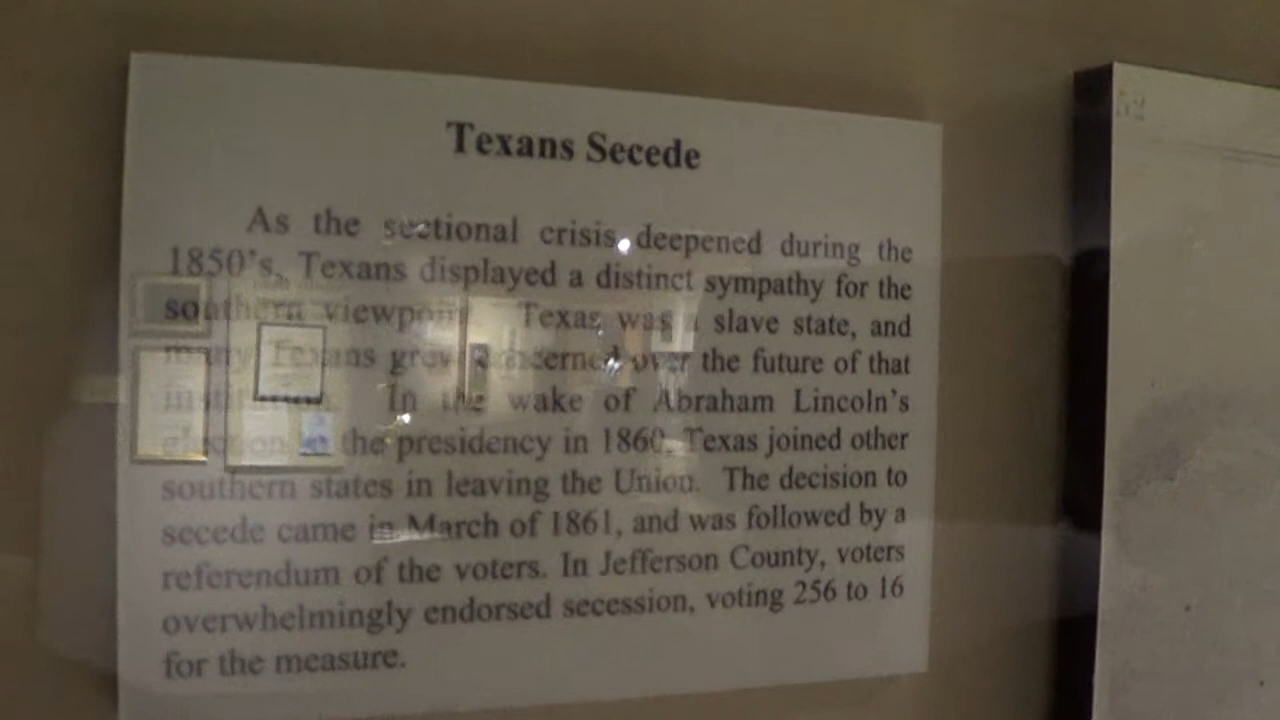 Texans Secede
As the sectional crisis deepened during the
1850's, Texans displayed a distinct sympathy for the
southern viewpoint. Texas was a slave state, and
many Texans grew concerned over the future of that
institution. In the wake of Abraham Lincoln's
election to the presidency in 1860, Texas joined other
southern states in leaving the Union. The decision to
secede came in March of 1861, and was followed by a
referendum of the voters. In Jefferson County, voters
overwhelmingly endorsed secession, voting 256 to 16
for the measure.
52